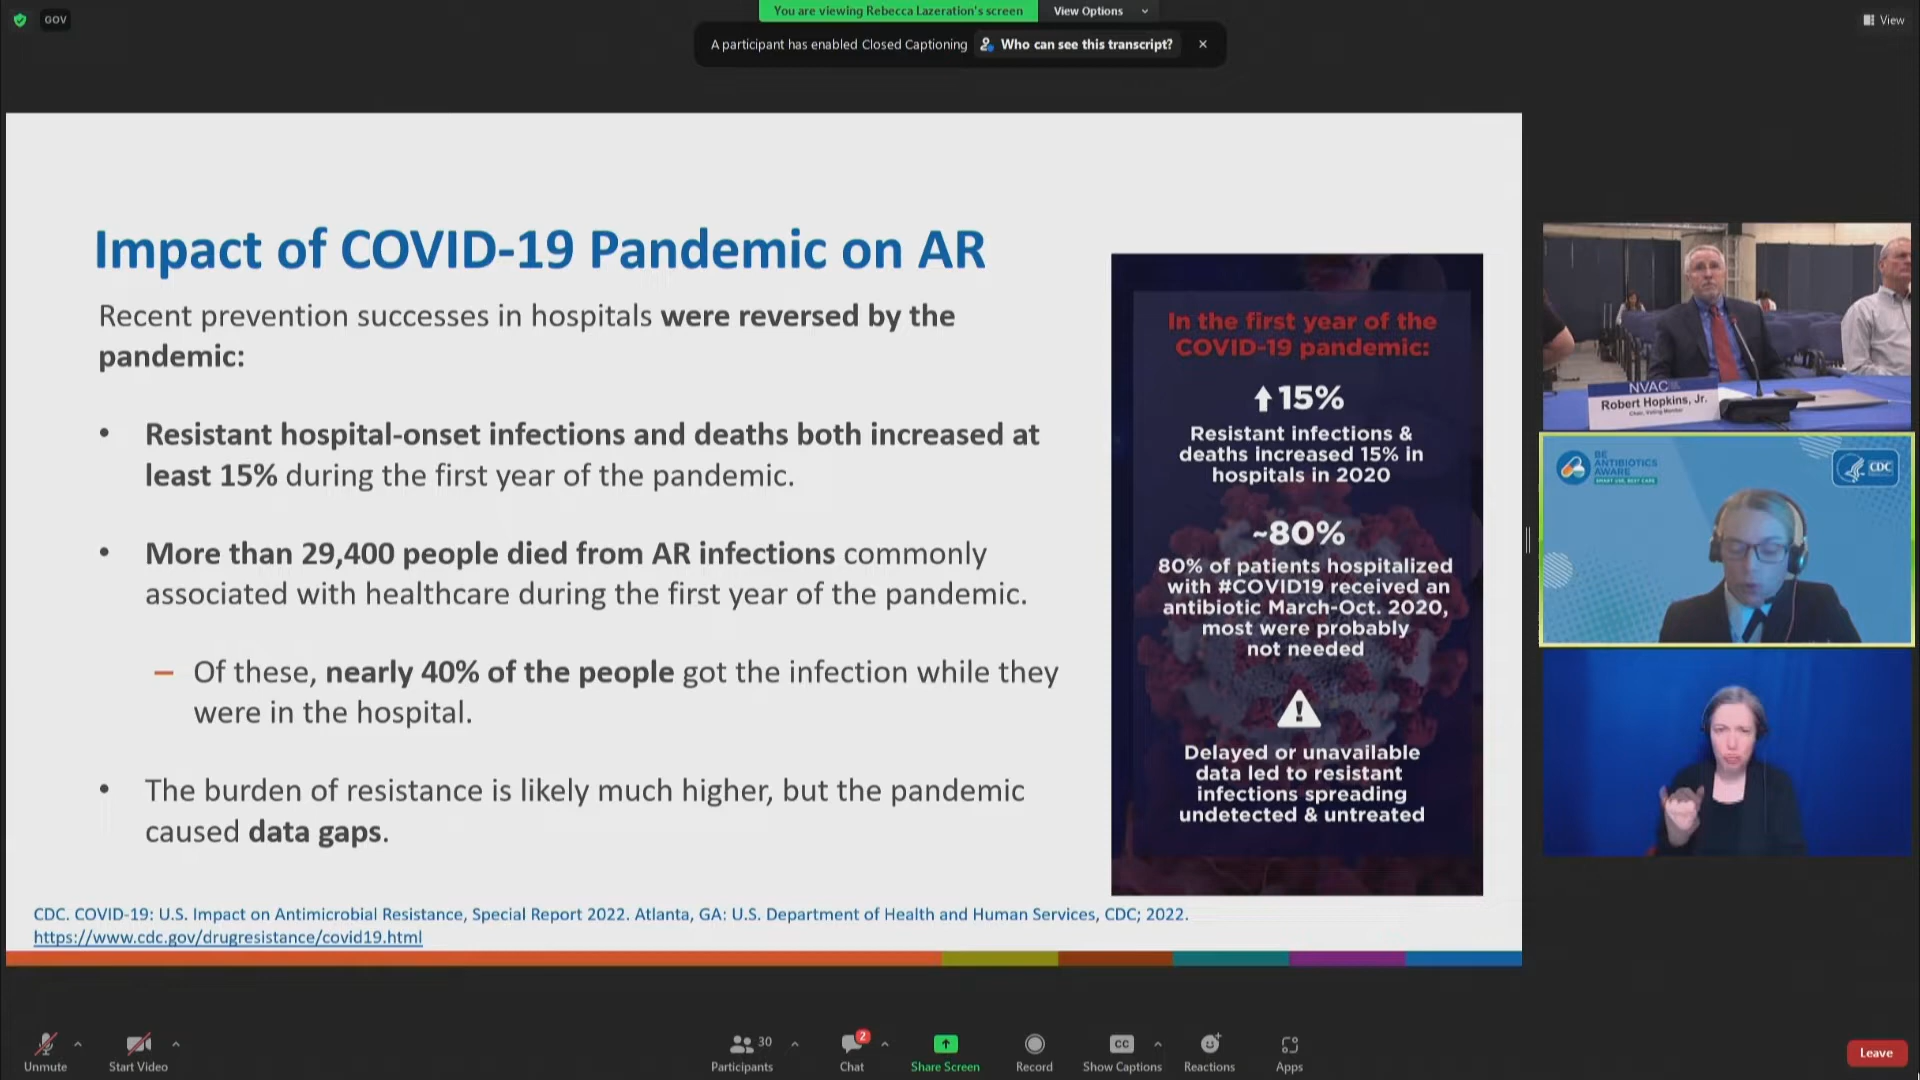 GOV
You are viewing Rebecca Lazeration's screen
View Options
View
A participant has enabled Closed Captioning
Who can see this transcript?
Impact of COVID-19 Pandemic on AR
Recent prevention successes in hospitals were reversed by the
pandemic:
• Resistant hospital-onset infections and deaths both increased at
least 15% during the first year of the pandemic.
• More than 29,400 people died from AR infections commonly
associated with healthcare during the first year of the pandemic.
– Of these, nearly 40% of the people got the infection while they
were in the hospital.
• The burden of resistance is likely much higher, but the pandemic
caused data gaps.
In the first year of the
COVID-19 pandemic:
15%
Resistant infections &
deaths increased 15% in
hospitals in 2020
~80%
80% of patients hospitalized
with #COVID19 received an
antibiotic March-Oct. 2020,
most were probably
not needed
Delayed or unavailable
data led to resistant
infections spreading
undetected & untreated
CDC. COVID-19: U.S. Impact on Antimicrobial Resistance, Special Report 2022. Atlanta, GA: U.S. Department of Health and Human Services, CDC; 2022.
https://www.cdc.gov/drugresistance/covid19.html
NVAC
Robert Hopkins, Jr.
Chair, Voting Member
BE
ANTIBIOTICS
AWARE
SMART USE, BEST CARE
CDC
Unmute
Start Video
30
Participants
2
Chat
Share Screen
Record
CC
Show Captions
Reactions
Apps
Leave